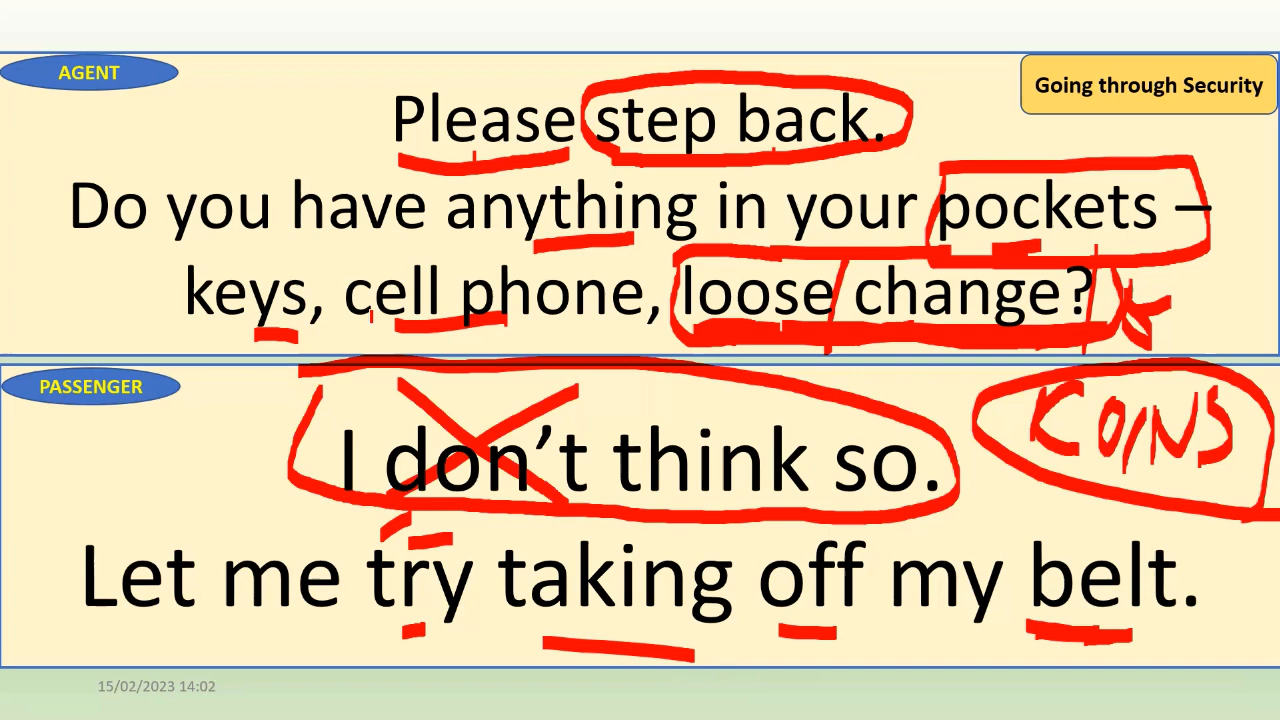 AGENT
Going through Security
Please step back.
Do you have anything in your pockets –
keys, cell phone, loose change?
PASSENGER
COINS
I don't think so.
Let me try taking off my belt.
15/02/2023 14:02